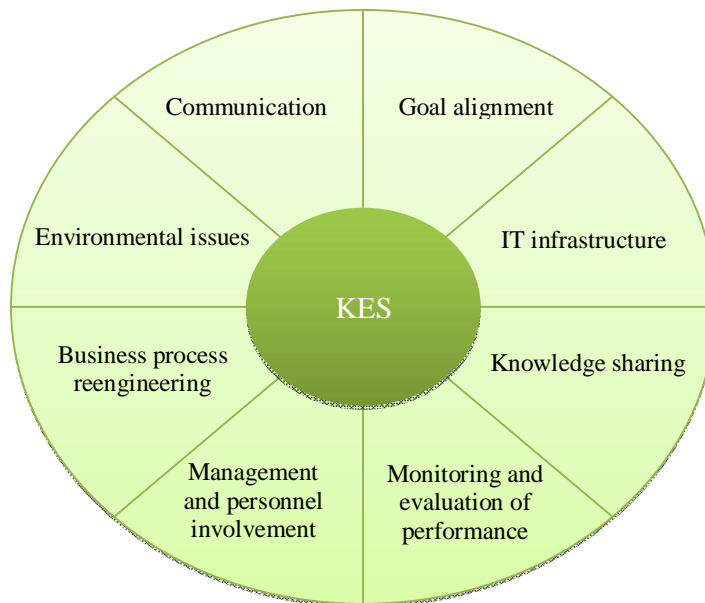 Communication
Goal alignment
Environmental issues
IT infrastructure
KES
Business process
reengineering
Knowledge sharing
Management
and personnel
involvement
Monitoring and
evaluation of
performance